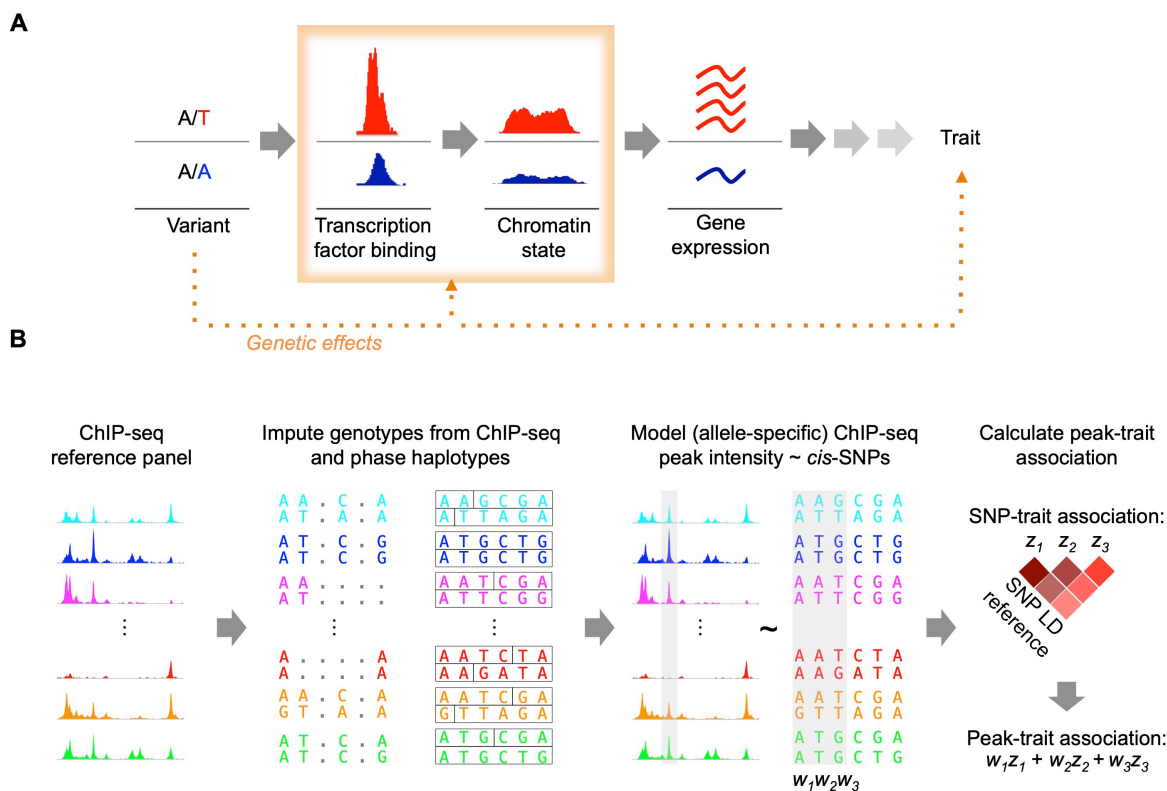 A
A/T
A/A
Variant
Transcription
factor binding
Chromatin
state
Gene
expression
Trait
Genetic effects
B
ChIP-seq
reference panel
Impute genotypes from ChIP-seq
and phase haplotypes
Model (allele-specific) ChIP-seq
peak intensity ~ cis-SNPs
Calculate peak-trait
association
A A . C . A
A T . A . A
A T . C . G
A T . C . G
A A . . . .
A T . . . .
⋮
A . . . . A
A . . . . A
A A . C . A
G T . A . A
A T . C . A
A T . C . G
A A G C G A
A T T A G A
A T G C T G
A T G C T G
A A T C G A
A T T C G G
⋮
A A T C T A
A A G A T A
A A T C G A
G T T A G A
A T G C G A
A T G C T G
⋮
~
A A G C G A
A T T A G A
A T G C T G
A T G C T G
A A T C G A
A T T C G G
A A T C T A
A A G A T A
A A T C G A
G T T A G A
A T G C G A
A T G C T G
w1w2w3
SNP-trait association:
z1 z2 z3
SNP LD
reference
Peak-trait association:
w1z1 + w2z2 + w3z3